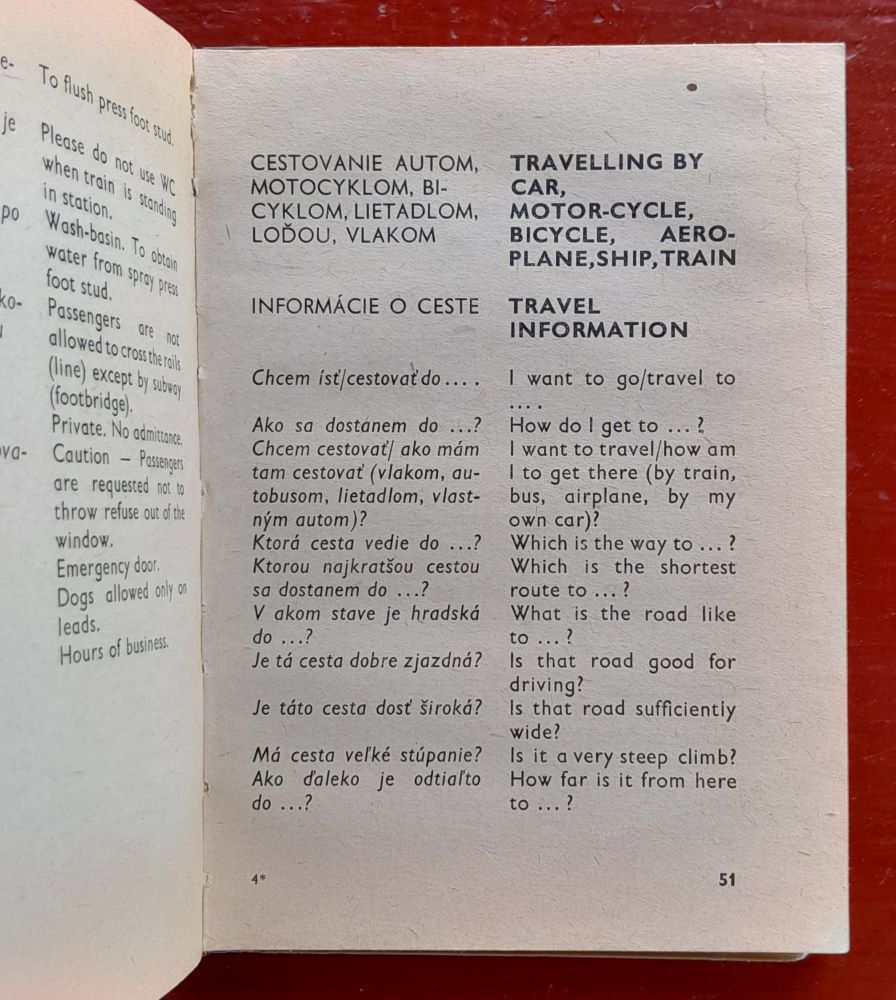 e-
je
po
ko-
ova-
To flush press foot stud.
Please do not use WC
when train is standing
in station.
Wash-basin. To obtain
water from spray press
foot stud.
Passengers are not
allowed to cross the rails
(line) except by subway
(footbridge).
Private. No admittance.
Caution – Passengers
are requested not to
throw refuse out of the
window.
Emergency door.
Dogs allowed only on
leads.
Hours of business.
CESTOVANIE AUTOM,
MOTOCYKLOM, BI-
CYKLOM, LIETADLOM,
LOĎOU, VLAKOM
INFORMÁCIE O CESTE
Chcem ísť/cestovať do ....
Ako sa dostanem do ...?
Chcem cestovať/ ako mám
tam cestovať (vlakom, au-
tobusom, lietadlom, vlast-
ným autom)?
Ktorá cesta vedie do ...?
Ktorou najkratšou cestou
sa dostanem do ...?
V akom stave je hradská
do ...?
Je tá cesta dobre zjazdná?
Je táto cesta dosť široká?
Má cesta veľké stúpanie?
Ako ďaleko je odtiaľto
do ...?
TRAVELLING BY
CAR,
MOTOR-CYCLE,
BICYCLE, AERO-
PLANE,SHIP,TRAIN
TRAVEL
INFORMATION
I want to go/travel to
....
How do I get to ... ?
I want to travel/how am
I to get there (by train,
bus, airplane, by my
own car)?
Which is the way to ... ?
Which is the shortest
route to ... ?
What is the road like
to ... ?
Is that road good for
driving?
Is that road sufficiently
wide?
Is it a very steep climb?
How far is it from here
to ... ?
4*
51